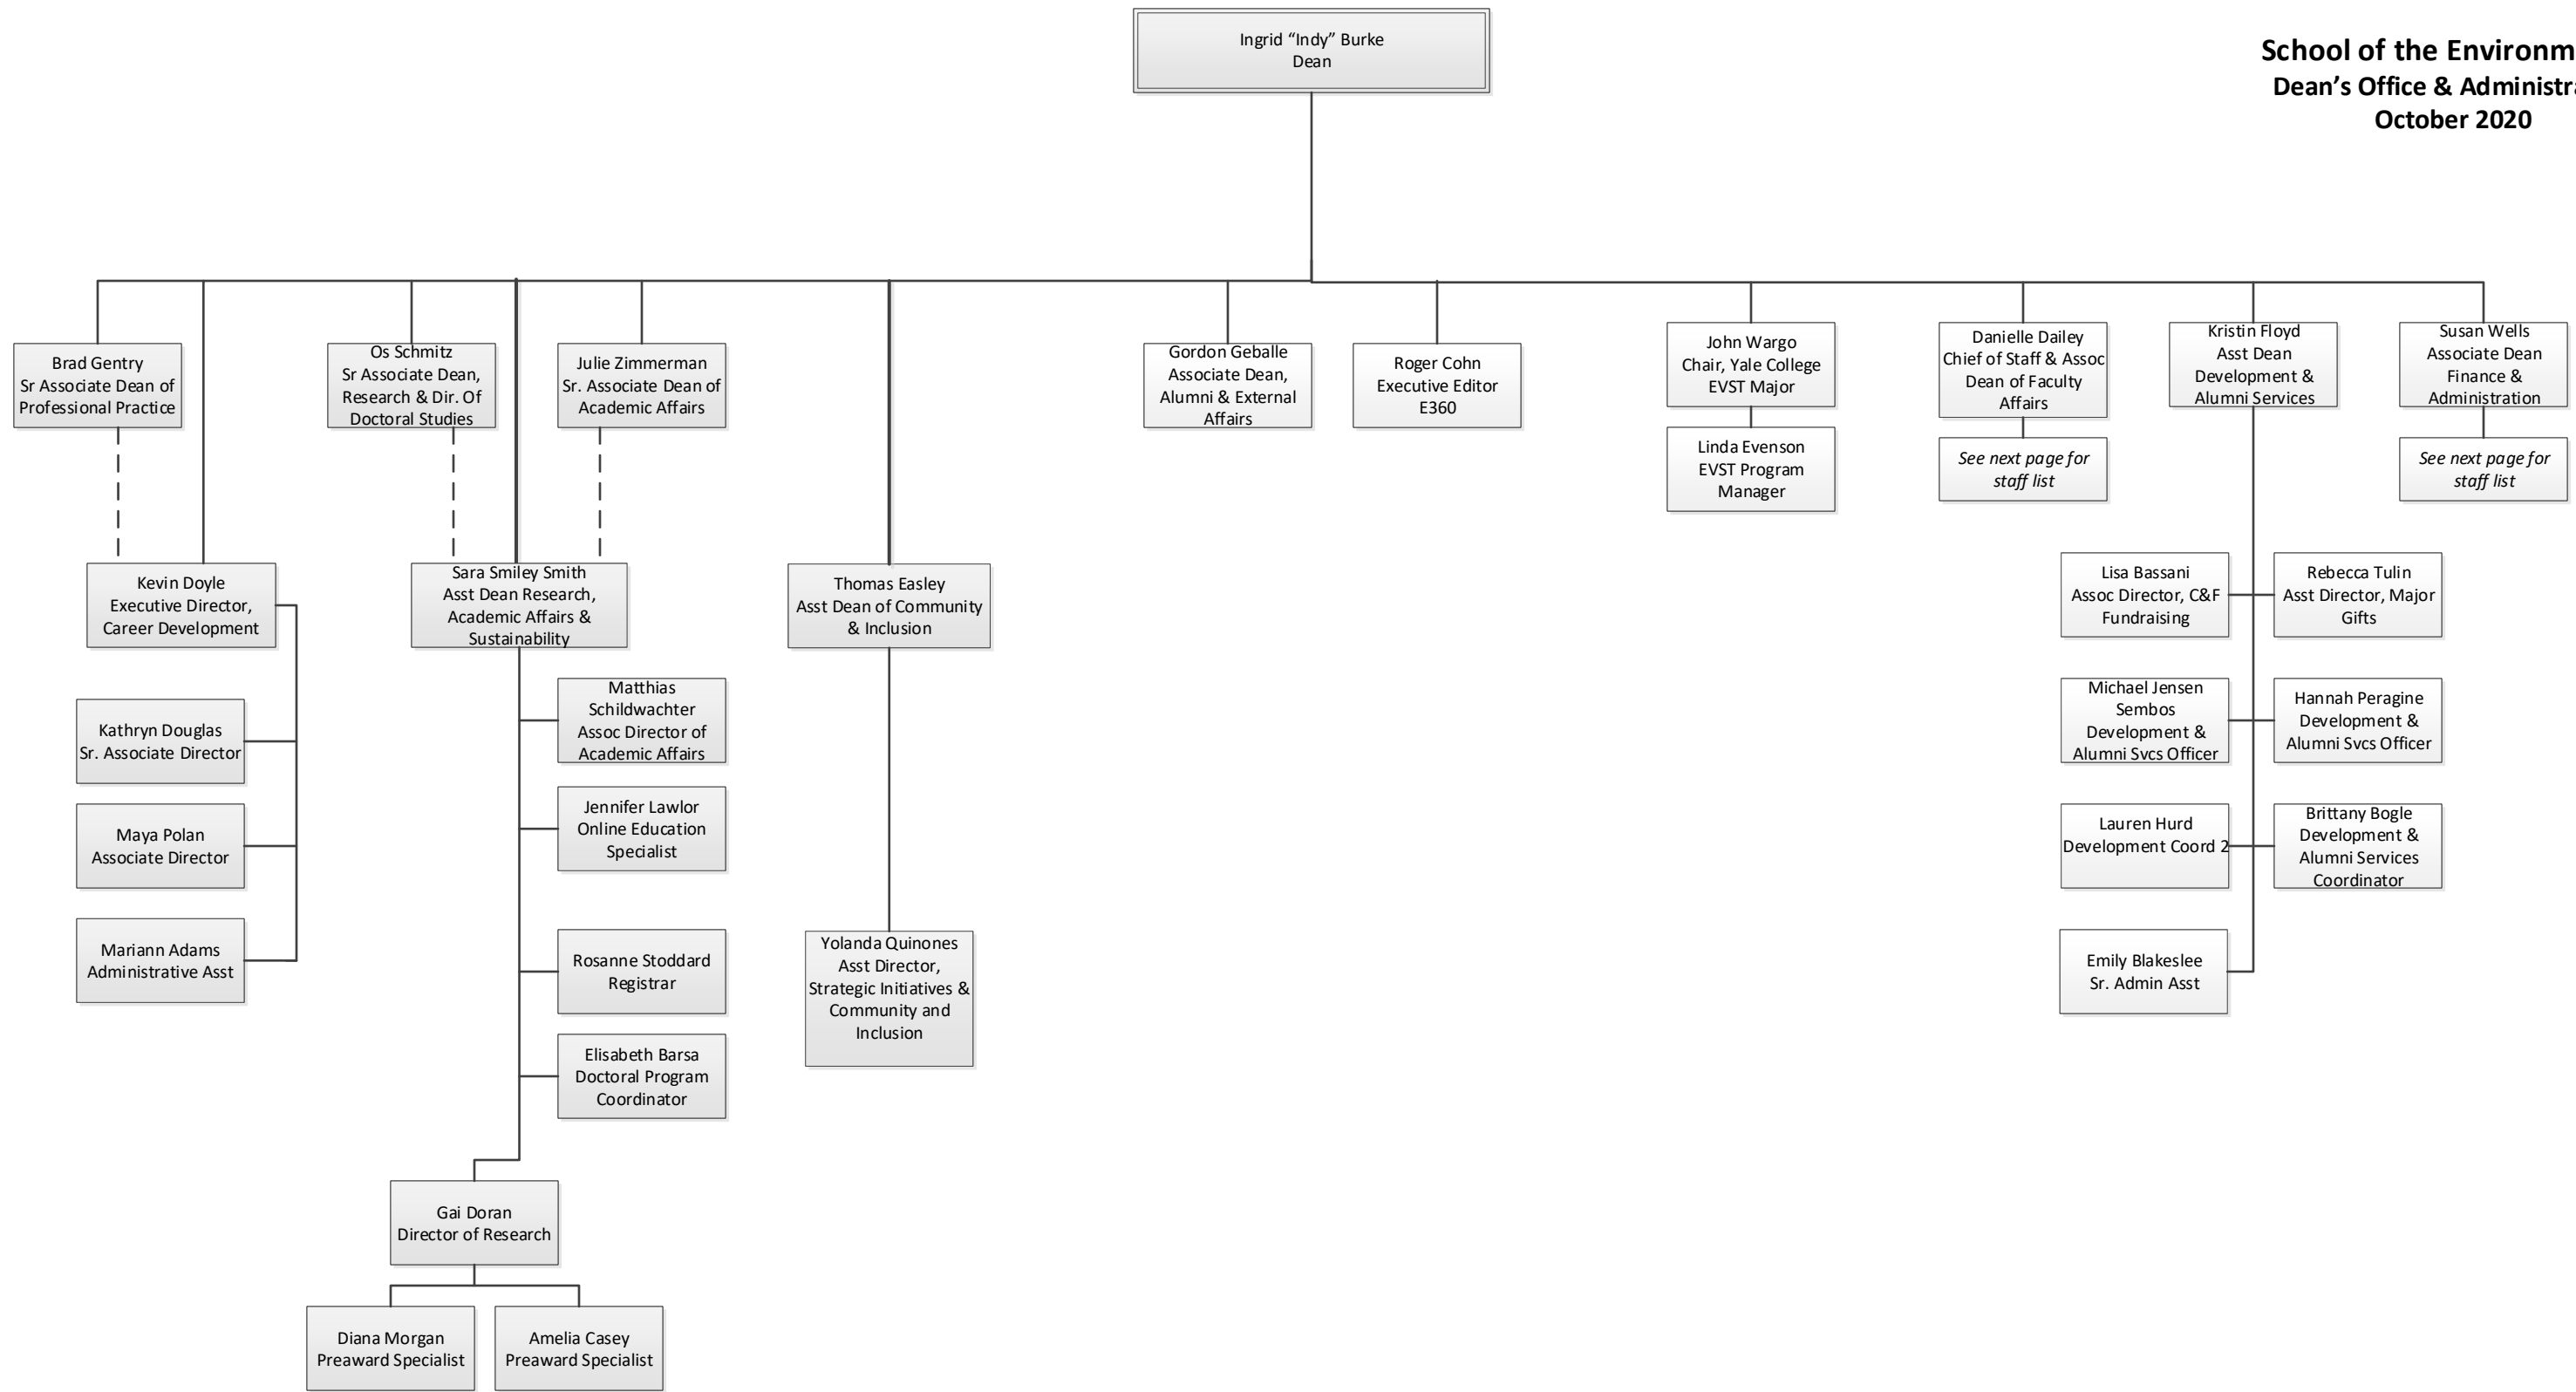 Ingrid “Indy” Burke
Dean
School of the Environm
Dean’s Office & Administra
October 2020
Brad Gentry
Sr Associate Dean of
Professional Practice
Os Schmitz
Sr Associate Dean,
Research & Dir. Of
Doctoral Studies
Julie Zimmerman
Sr. Associate Dean of
Academic Affairs
Gordon Geballe
Associate Dean,
Alumni & External
Affairs
Roger Cohn
Executive Editor
E360
John Wargo
Chair, Yale College
EVST Major
Danielle Dailey
Chief of Staff & Assoc
Dean of Faculty
Affairs
Kristin Floyd
Asst Dean
Development &
Alumni Services
Susan Wells
Associate Dean
Finance &
Administration
Linda Evenson
EVST Program
Manager
See next page for
staff list
See next page for
staff list
Kevin Doyle
Executive Director,
Career Development
Sara Smiley Smith
Asst Dean Research,
Academic Affairs &
Sustainability
Thomas Easley
Asst Dean of Community
& Inclusion
Lisa Bassani
Assoc Director, C&F
Fundraising
Rebecca Tulin
Asst Director, Major
Gifts
Kathryn Douglas
Sr. Associate Director
Matthias
Schildwachter
Assoc Director of
Academic Affairs
Michael Jensen
Sembos
Development &
Alumni Svcs Officer
Hannah Peragine
Development &
Alumni Svcs Officer
Maya Polan
Associate Director
Jennifer Lawlor
Online Education
Specialist
Lauren Hurd
Development Coord 2
Brittany Bogle
Development &
Alumni Services
Coordinator
Mariann Adams
Administrative Asst
Rosanne Stoddard
Registrar
Yolanda Quinones
Asst Director,
Strategic Initiatives &
Community and
Inclusion
Emily Blakeslee
Sr. Admin Asst
Elisabeth Barsa
Doctoral Program
Coordinator
Gai Doran
Director of Research
Diana Morgan
Preaward Specialist
Amelia Casey
Preaward Specialist